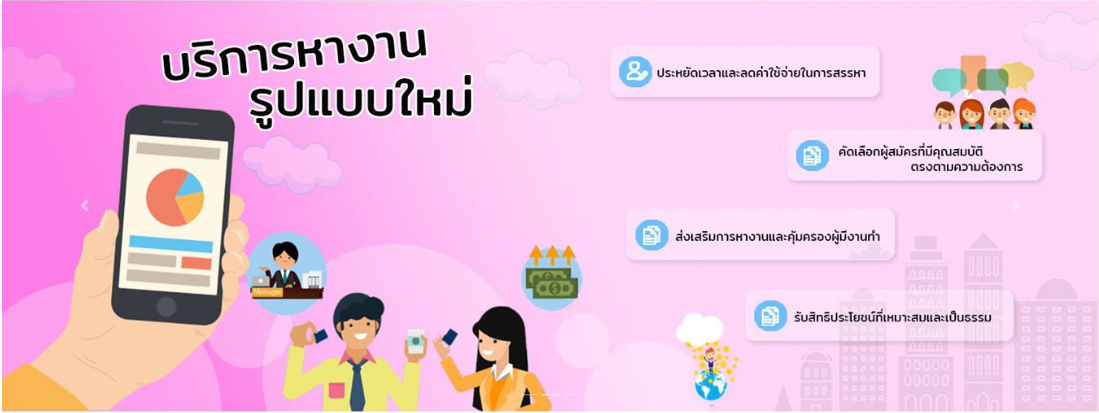 บริการหางาน
รูปแบบใหม่
ประหยัดเวลาและลดค่าใช้จ่ายในการสรรหา
คัดเลือกผู้สมัครที่มีคุณสมบัติ
ตรงตามความต้องการ
ส่งเสริมการหางานและคุ้มครองผู้มีงานทำ
รับสิทธิประโยชน์ที่เหมาะสมและเป็นธรรม
Manager